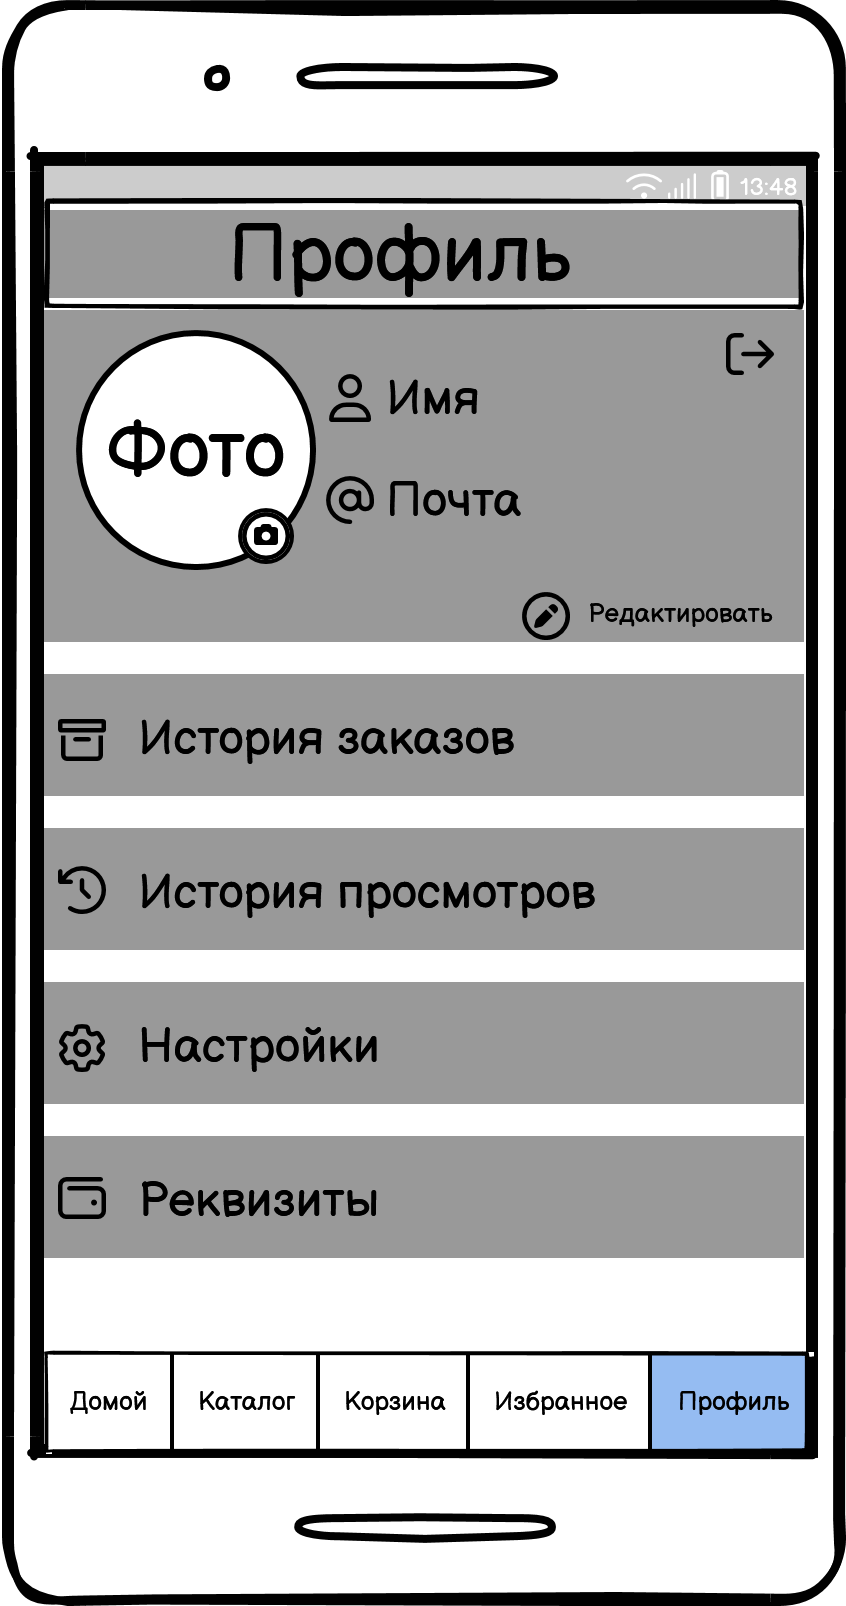 13:48
Профиль
Фото
Имя
Почта
Редактировать
История заказов
История просмотров
Настройки
Реквизиты
Домой Каталог Корзина Избранное Профиль